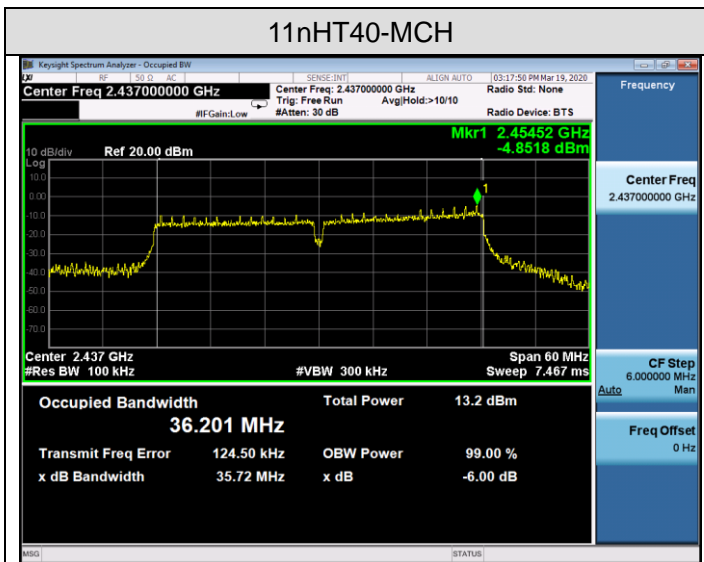 11nHT40-MCH
Keysight Spectrum Analyzer - Occupied BW
RF 50 Ω AC SENSE:INT ALIGN AUTO 03:17:50 PM Mar 19, 2020
Center Freq 2.437000000 GHz Center Freq: 2.437000000 GHz Radio Std: None Frequency
Trig: Free Run Avg|Hold:>10/10
#IFGain:Low #Atten: 30 dB Radio Device: BTS
Mkr1 2.45452 GHz
10 dB/div Ref 20.00 dBm -4.8518 dBm
Log
10.0
0.00
-10.0
-20.0
-30.0
-40.0
-50.0
-60.0
-70.0
1
Center Freq
2.437000000 GHz
Center 2.437 GHz Span 60 MHz
#Res BW 100 kHz #VBW 300 kHz Sweep 7.467 ms
CF Step
6.000000 MHz
Auto Man
Occupied Bandwidth Total Power 13.2 dBm
36.201 MHz
Freq Offset
0 Hz
Transmit Freq Error 124.50 kHz OBW Power 99.00 %
x dB Bandwidth 35.72 MHz x dB -6.00 dB
MSG STATUS